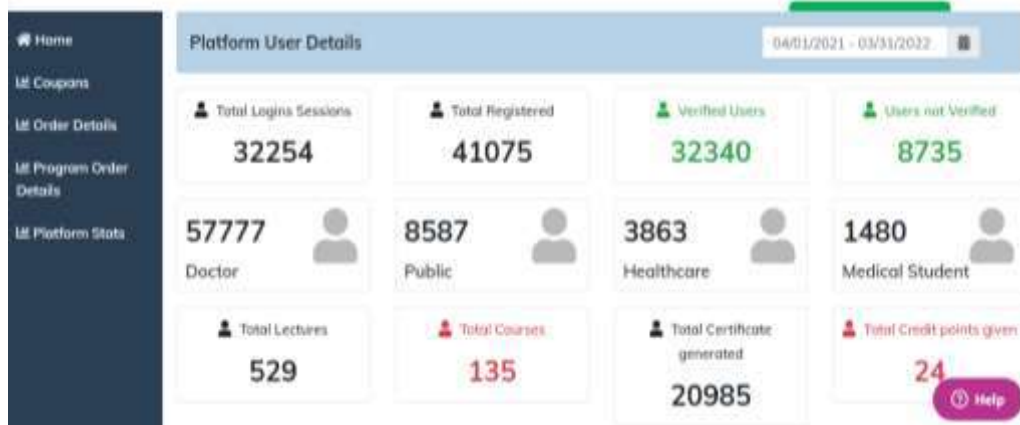 Home
Platform User Details
04/01/2021 - 03/31/2022
Coupons
Order Details
Program Order
Details
Platform Stats
Total Logins Sessions
32254
Total Registered
41075
Verified Users
32340
Users not Verified
8735
57777
Doctor
8587
Public
3863
Healthcare
1480
Medical Student
Total Lectures
529
Total Courses
135
Total Certificate
generated
20985
Total Credit points given
24
Help